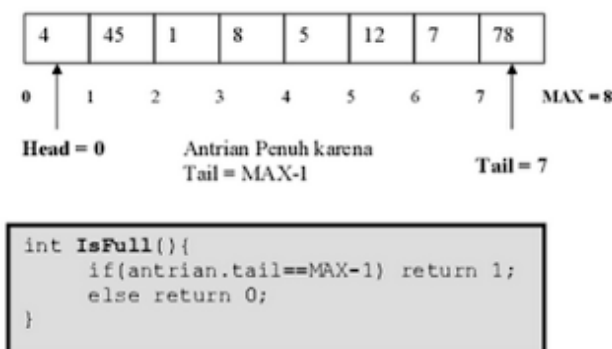 4 45 1 8 5 12 7 78
0 1 2 3 4 5 6 7 MAX = 8
Head = 0
Antrian Penuh karena
Tail = MAX-1
Tail = 7
int IsFull(){
if(antrian.tail==MAX-1) return 1;
else return 0;
}